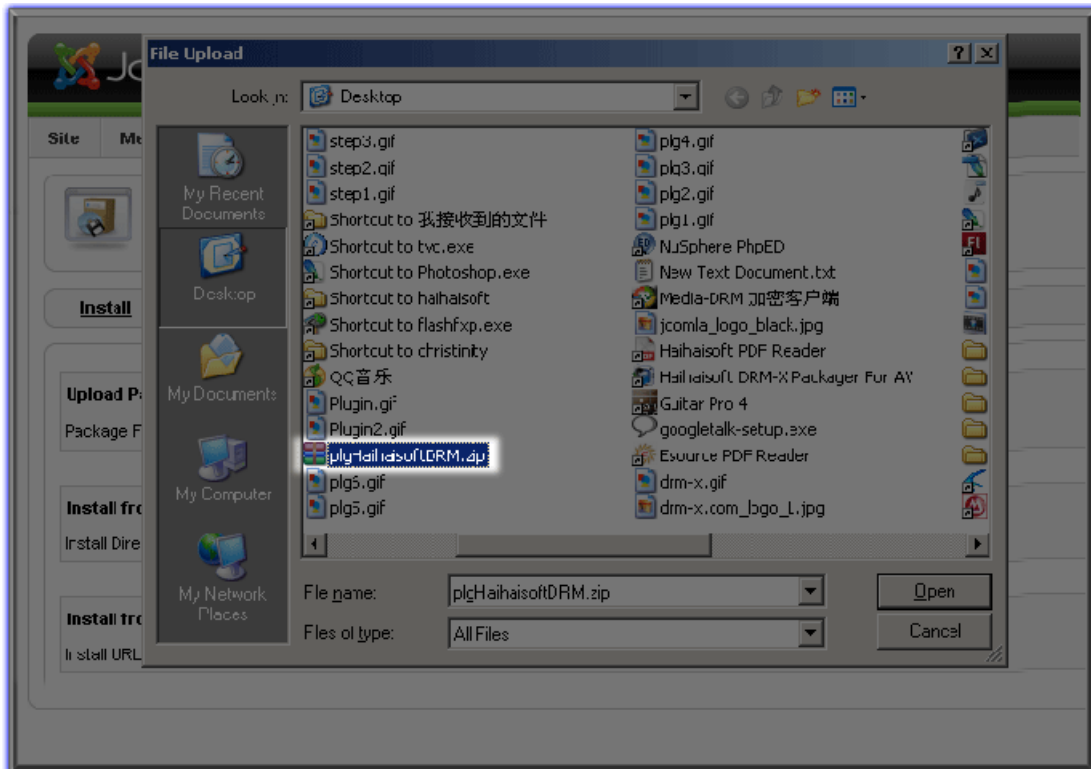 File Upload
Look in:
Desktop
Site
Install
Package F
Install Dire
Install URL
My Recent
Documents
Desktop
My Documents
My Computer
My Network
Places
step3.gif
step2.gif
step1.gif
Shortcut to 我接收到的文件
Shortcut to tvc.exe
Shortcut to Photoshop.exe
Shortcut to haihaisoft
Shortcut to flashfxp.exe
Shortcut to christinity
QQ音乐
Plugin.gif
Plugin2.gif
plgHaihaisoftDRM.zip
plg6.gif
plg5.gif
plg4.gif
plg3.gif
plg2.gif
plg1.gif
NuSphere PhpED
New Text Document.txt
Media-DRM 加密客户端
joomla_logo_black.jpg
Haihaisoft PDF Reader
Haihaisoft DRM-X Packager For AV
Guitar Pro 4
googletalk-setup.exe
Esource PDF Reader
drm-x.gif
drm-x.com_logo_L.jpg
File name:
plgHaihaisoftDRM.zip
Open
Files of type:
All Files
Cancel